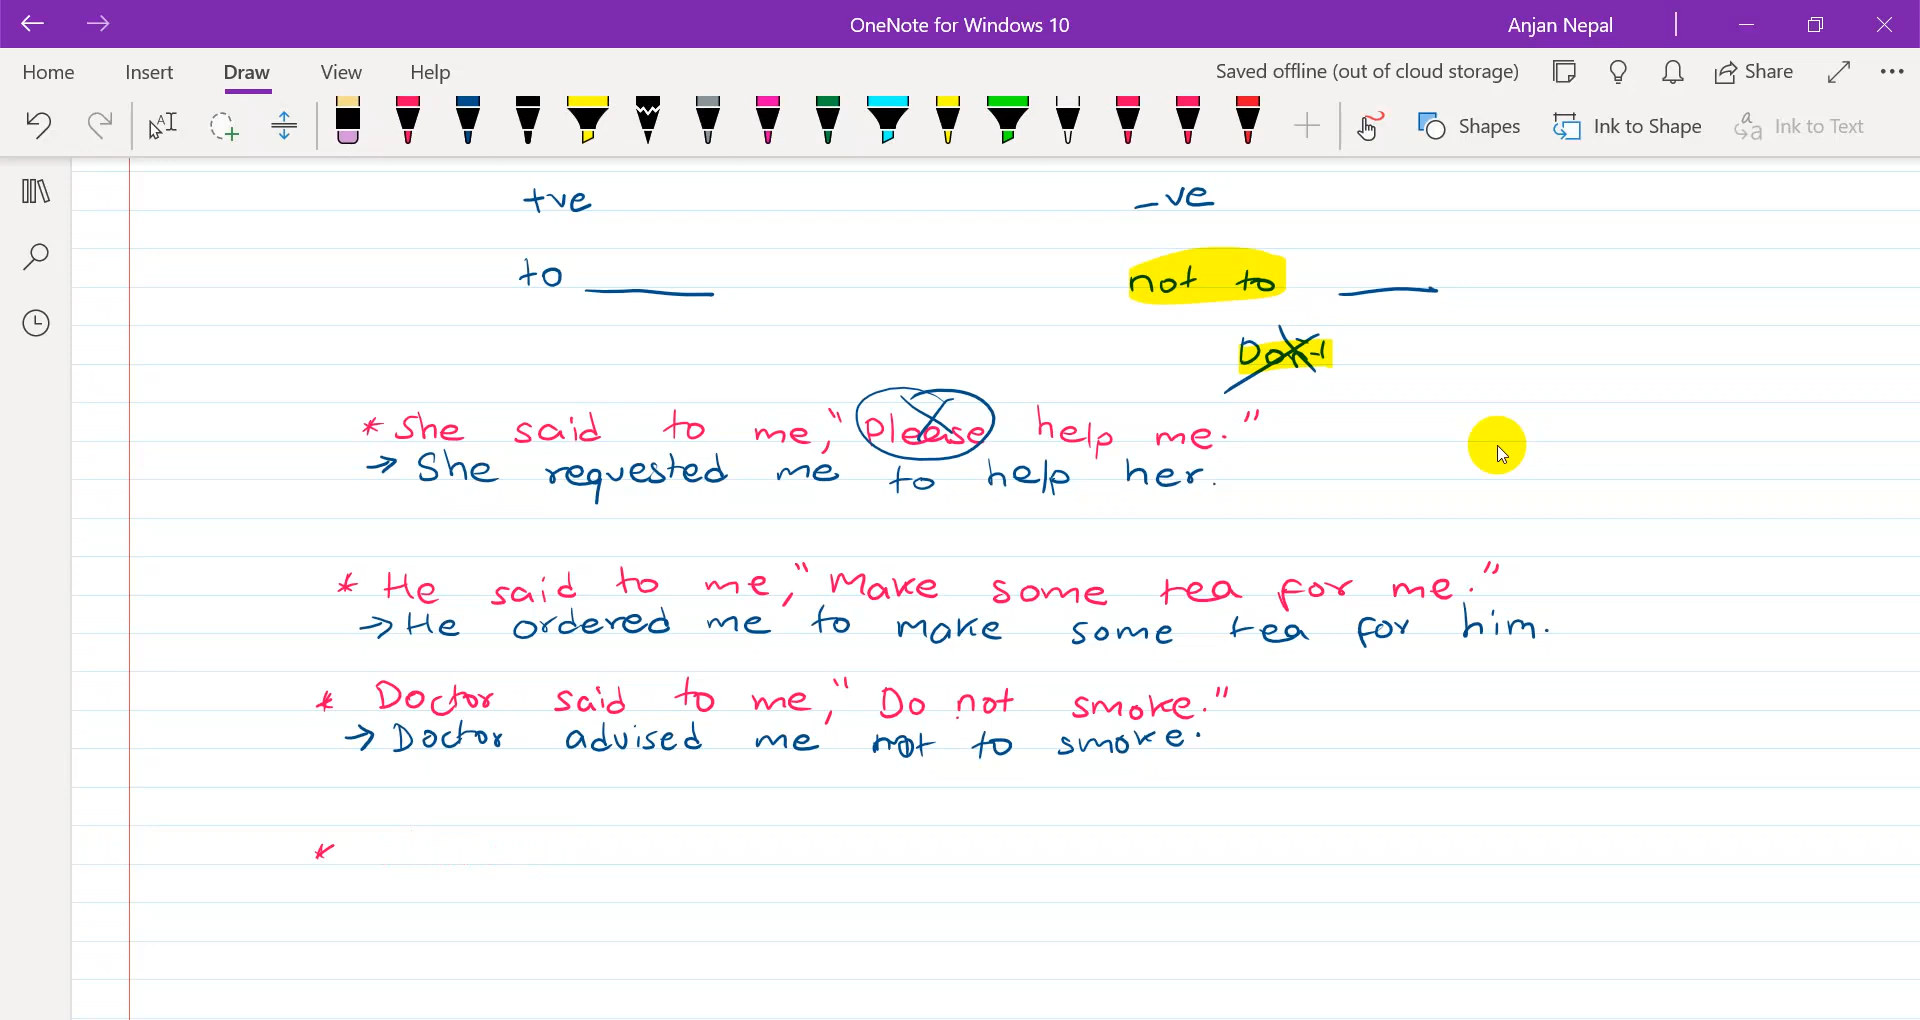 OneNote for Windows 10
Anjan Nepal
Home Insert Draw View Help
Saved offline (out of cloud storage)
Share
Shapes
Ink to Shape
Ink to Text
+ve -ve
to ______ not to ______
Don't
* She said to me, "Please help me."
→ She requested me to help her.
* He said to me, "Make some tea for me."
→ He ordered me to make some tea for him.
* Doctor said to me, "Do not smoke."
→ Doctor advised me not to smoke.
*